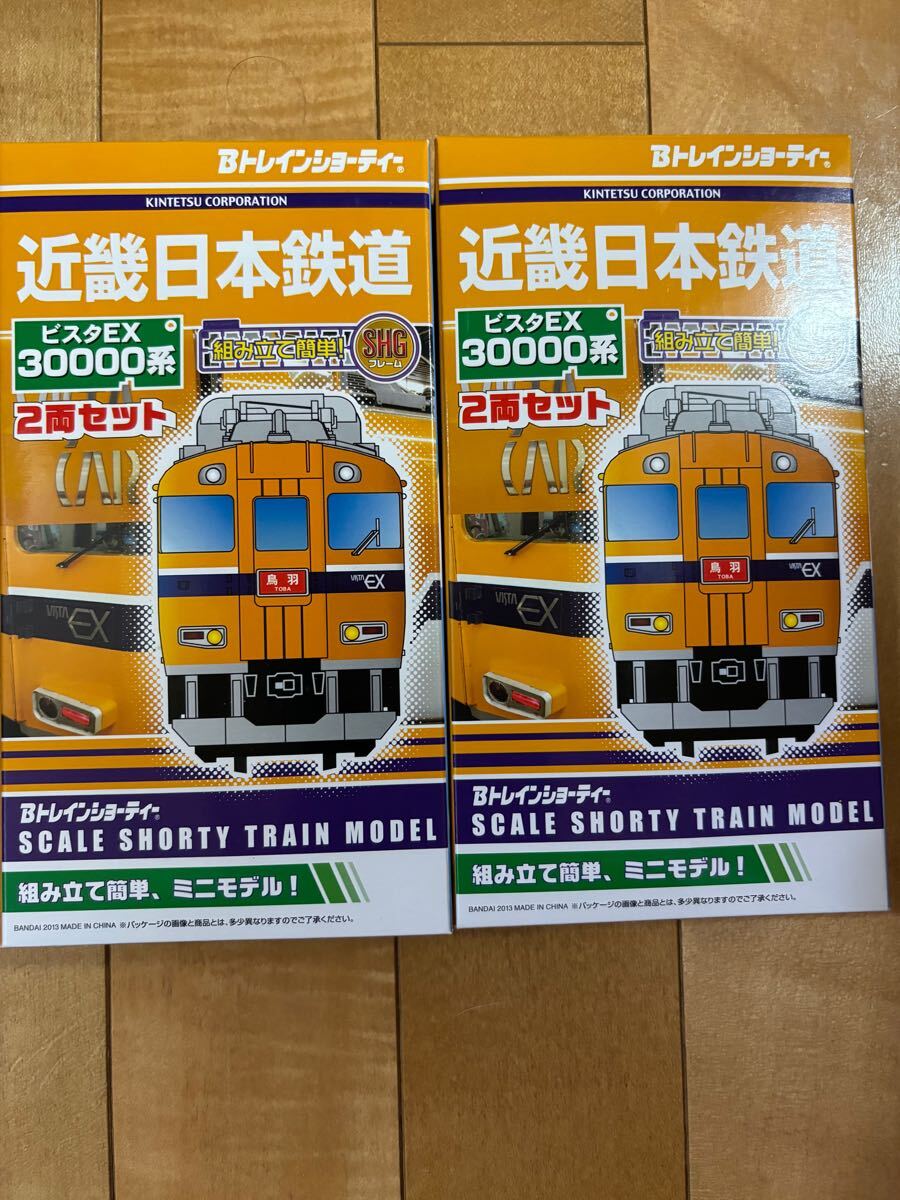 Bトレインショーティー®
KINTETSU CORPORATION
近畿日本鉄道
ビスタEX
30000系
組み立て簡単!
SHG
フレーム
2両セット
鳥羽
TOBA
VISTA EX
VISTA EX
Bトレインショーティー®
SCALE SHORTY TRAIN MODEL
組み立て簡単、ミニモデル!
BANDAI 2013 MADE IN CHINA ※パッケージの画像と商品とは、多少異なりますのでご了承ください。
Bトレインショーティー®
KINTETSU CORPORATION
近畿日本鉄道
ビスタEX
30000系
組み立て簡単!
2両セット
鳥羽
TOBA
VISTA EX
VISTA EX
Bトレインショーティー®
SCALE SHORTY TRAIN MODEL
組み立て簡単、ミニモデル!
BANDAI 2013 MADE IN CHINA ※パッケージの画像と商品とは、多少異なりますのでご了承ください。